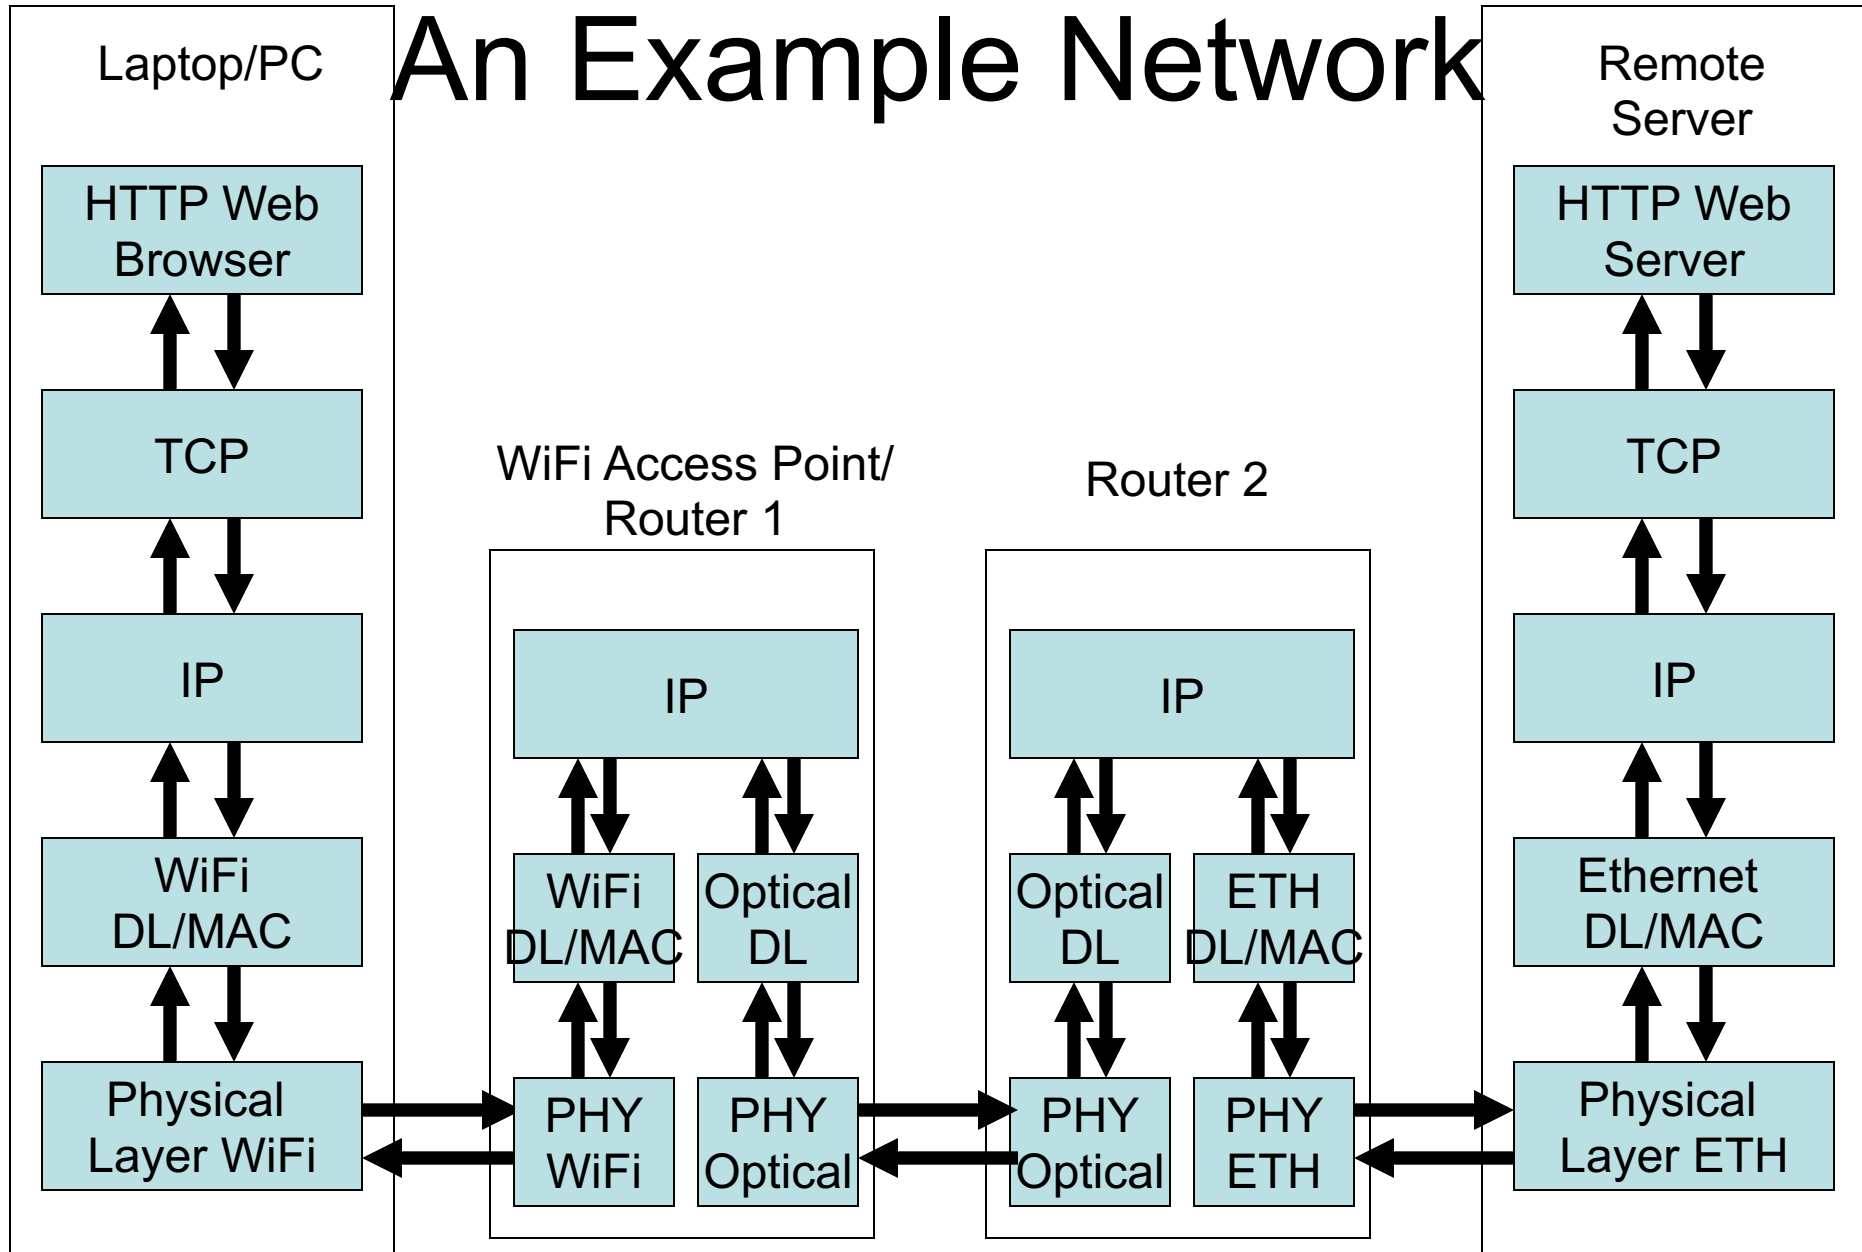 An Example Network
Laptop/PC
HTTP Web
Browser
TCP
IP
WiFi
DL/MAC
Physical
Layer WiFi
WiFi Access Point/
Router 1
IP
WiFi
DL/MAC
Optical
DL
PHY
WiFi
PHY
Optical
Router 2
IP
Optical
DL
ETH
DL/MAC
PHY
Optical
PHY
ETH
Remote
Server
HTTP Web
Server
TCP
IP
Ethernet
DL/MAC
Physical
Layer ETH